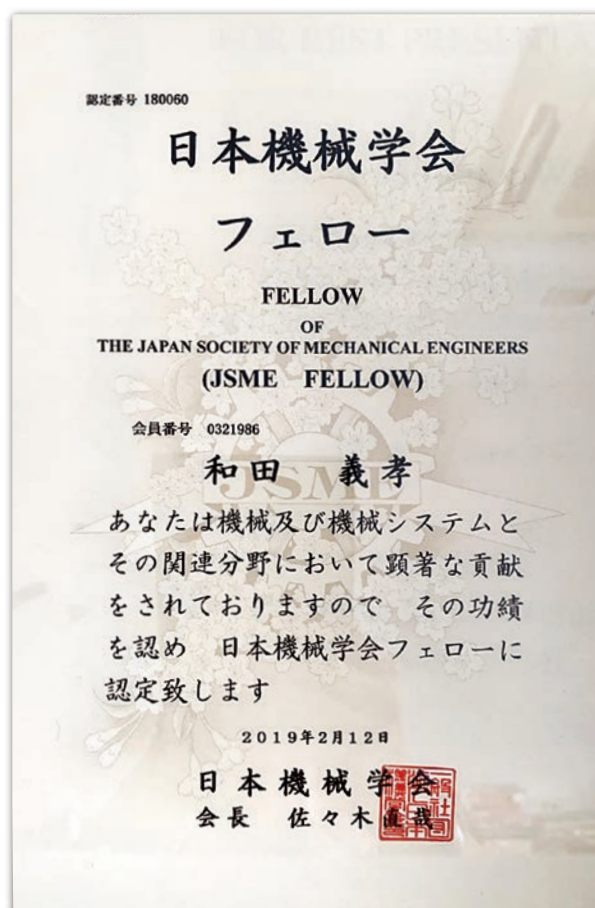 認定番号 180060
日本機械学会
フェロー
FELLOW
OF
THE JAPAN SOCIETY OF MECHANICAL ENGINEERS
(JSME FELLOW)
会員番号 0321986
和田 義孝
JSME
あなたは機械及び機械システムと
その関連分野において顕著な貢献
をされておりますので その功績
を認め 日本機械学会フェローに
認定致します
2019年2月12日
日本機械学会
会長 佐々木直哉